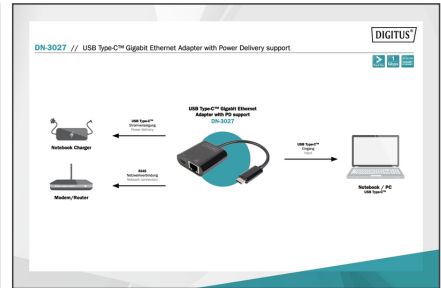 DIGITUS®
DN-3027 // USB Type-C™ Gigabit Ethernet Adapter with Power Delivery support
1
Gbps
USB Type-C™ Gigabit Ethernet
Adapter with PD support
DN-3027
USB Type-C™
Stromversorgung
Power delivery
Notebook Charger
USB Type-C™
Eingang
Input
RJ45
Netzwerkverbindung
Network connection
Modem/Router
Notebook / PC
USB Type-C™